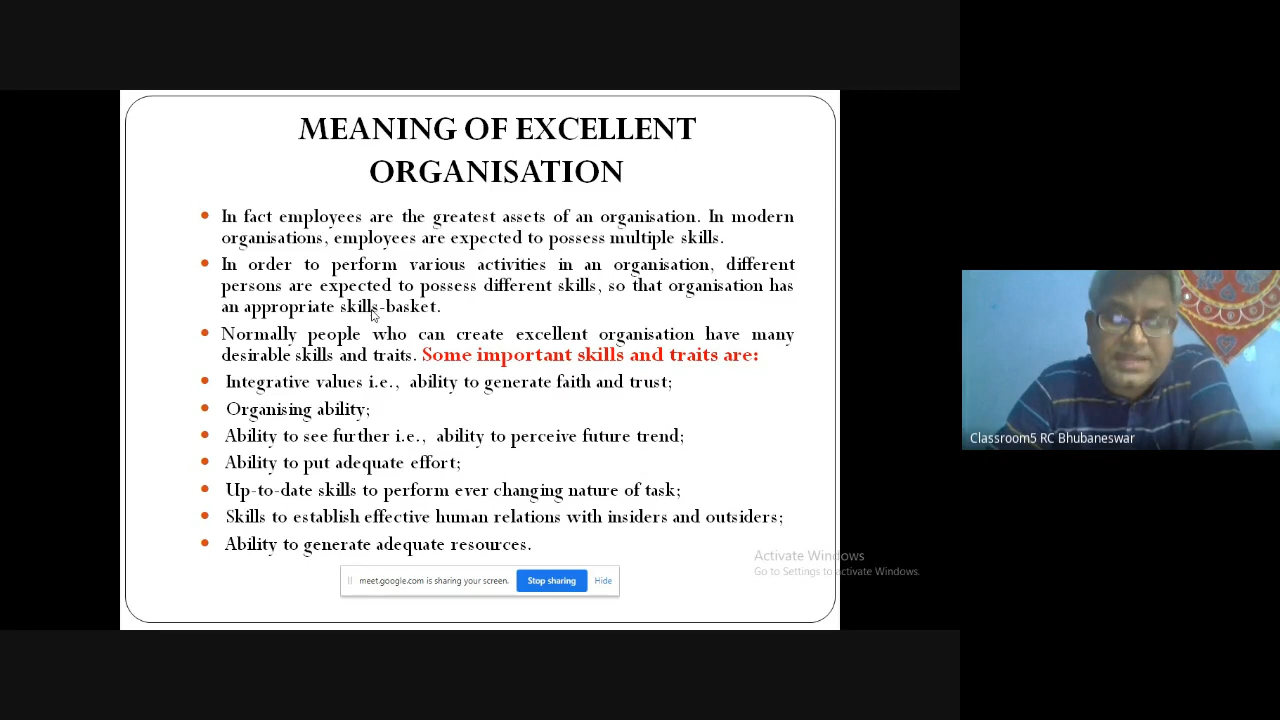 MEANING OF EXCELLENT
ORGANISATION
In fact employees are the greatest assets of an organisation. In modern
organisations, employees are expected to possess multiple skills.
In order to perform various activities in an organisation, different
persons are expected to possess different skills, so that organisation has
an appropriate skills-basket.
Normally people who can create excellent organisation have many
desirable skills and traits. Some important skills and traits are:
Integrative values i.e., ability to generate faith and trust;
Organising ability;
Ability to see further i.e., ability to perceive future trend;
Ability to put adequate effort;
Up-to-date skills to perform ever changing nature of task;
Skills to establish effective human relations with insiders and outsiders;
Ability to generate adequate resources.
meet.google.com is sharing your screen. Stop sharing Hide
Activate Windows
Go to Settings to activate Windows.
Classroom5 RC Bhubaneswar